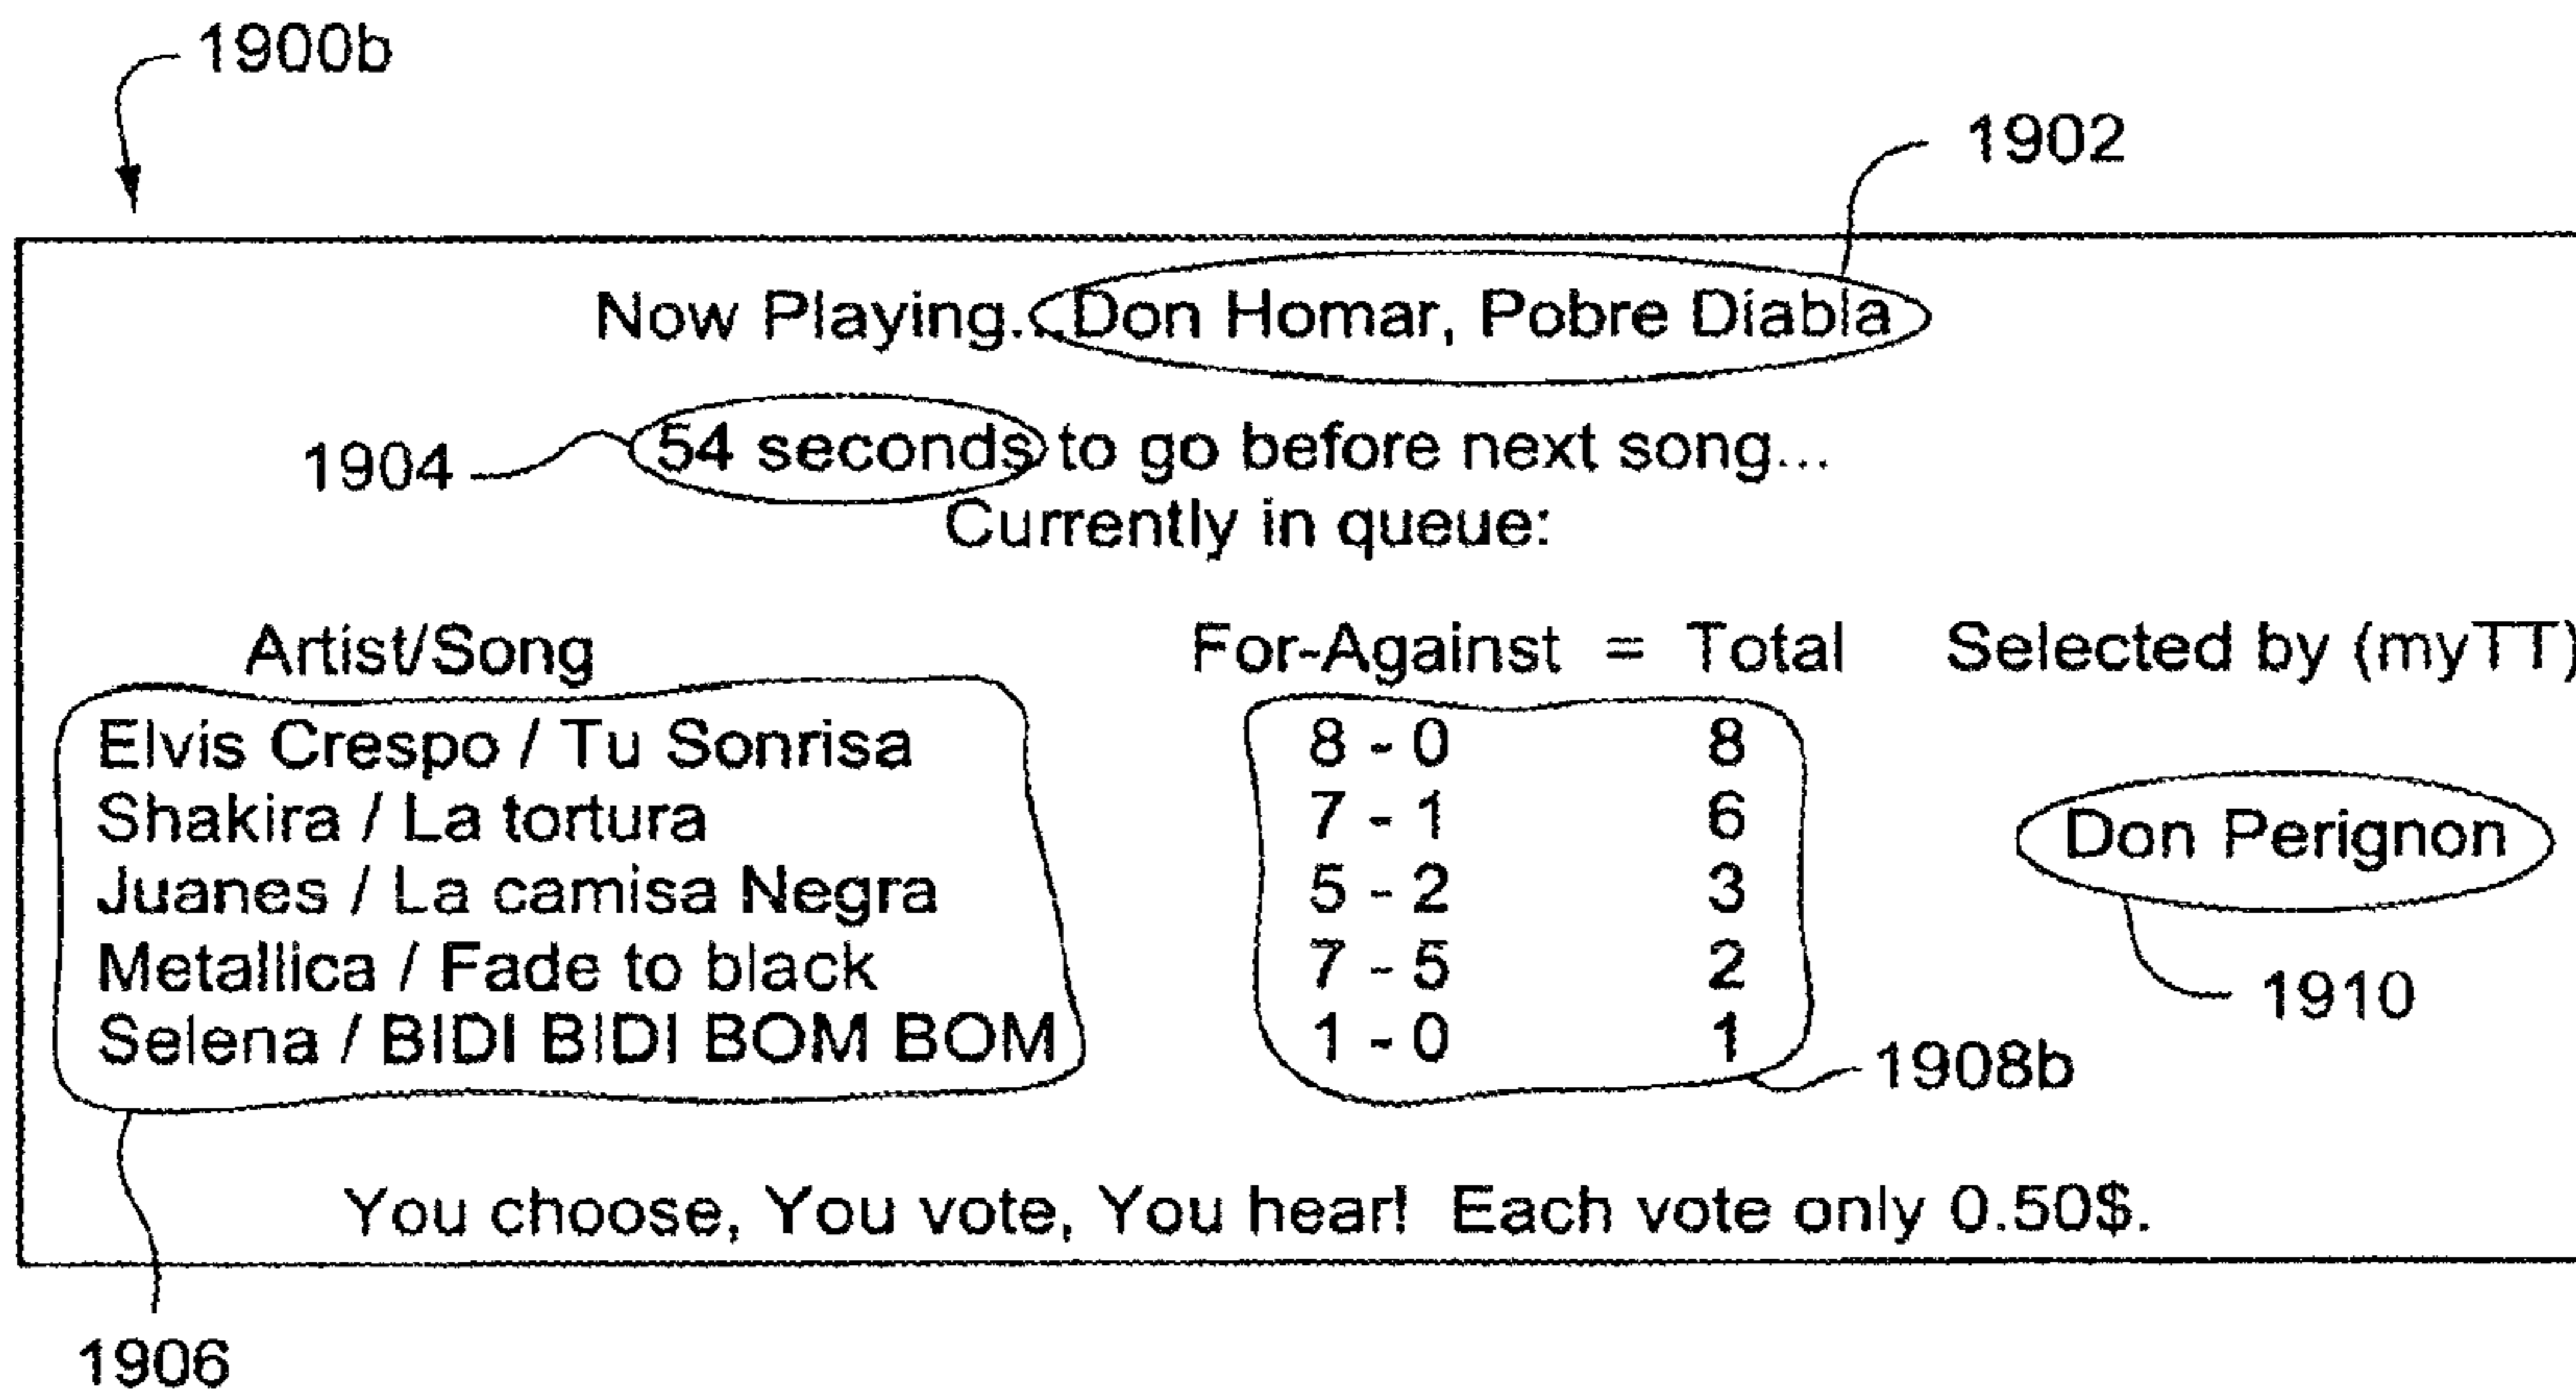 1900b
1902
Now Playing...Don Homar, Pobre Diabla
1904
54 seconds to go before next song...
Currently in queue:
Artist/Song For-Against = Total Selected by (myTT)
Elvis Crespo / Tu Sonrisa 8 - 0 8
Shakira / La tortura 7 - 1 6 Don Perignon
Juanes / La camisa Negra 5 - 2 3
Metallica / Fade to black 7 - 5 2 1910
Selena / BIDI BIDI BOM BOM 1 - 0 1 1908b
You choose, You vote, You hear! Each vote only 0.50$.
1906